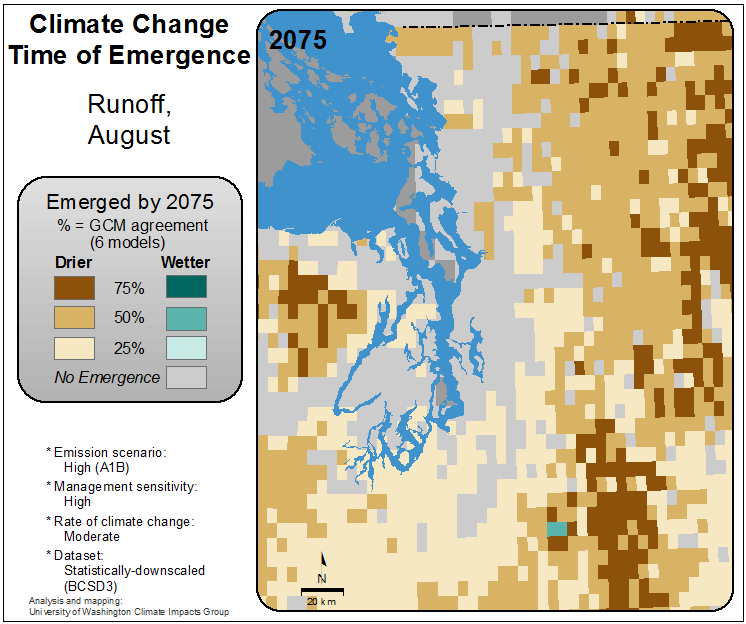 Climate Change
Time of Emergence
Runoff,
August
Emerged by 2075
% = GCM agreement
(6 models)
Drier Wetter
75%
50%
25%
No Emergence
* Emission scenario:
High (A1B)
* Management sensitivity:
High
* Rate of climate change:
Moderate
* Dataset:
Statistically-downscaled
(BCSD3)
Analysis and mapping:
University of Washington Climate Impacts Group
2075
N
20 km